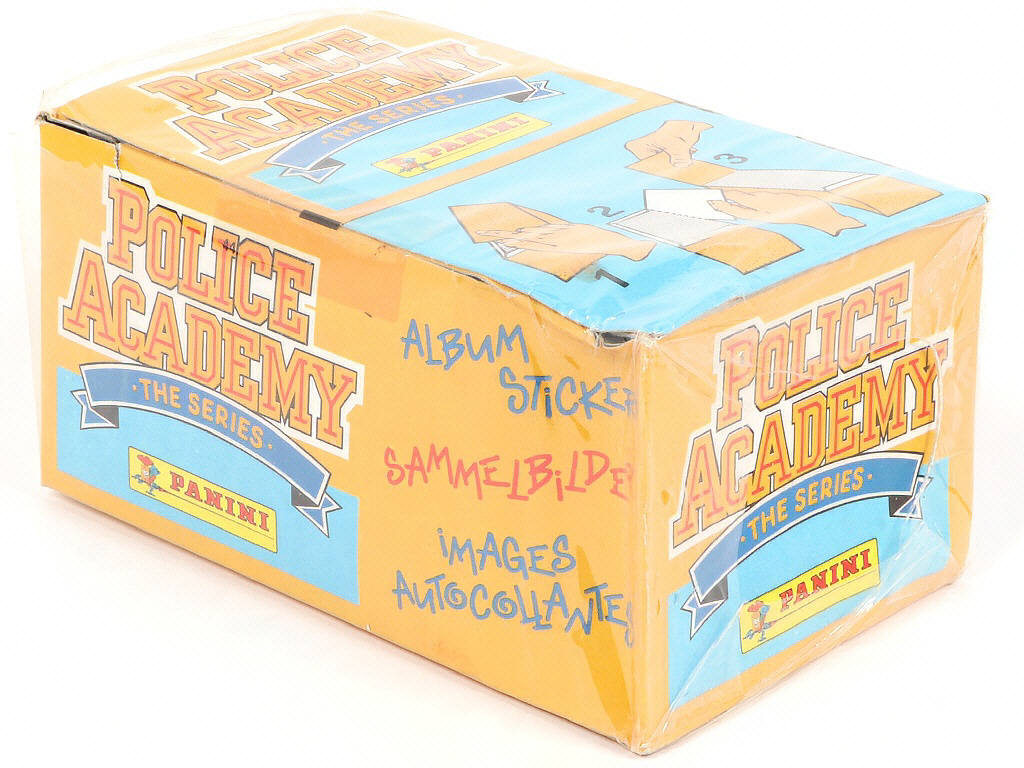 POLICE
ACADEMY
·THE SERIES·
PANINI
1
2
3
POLICE
ACADEMY
·THE SERIES·
PANINI
ALBUM
STICKER
SAMMELBILDE
IMAGES
AUTOCOLLANTES
POLICE
ACADEMY
·THE SERIES·
PANINI